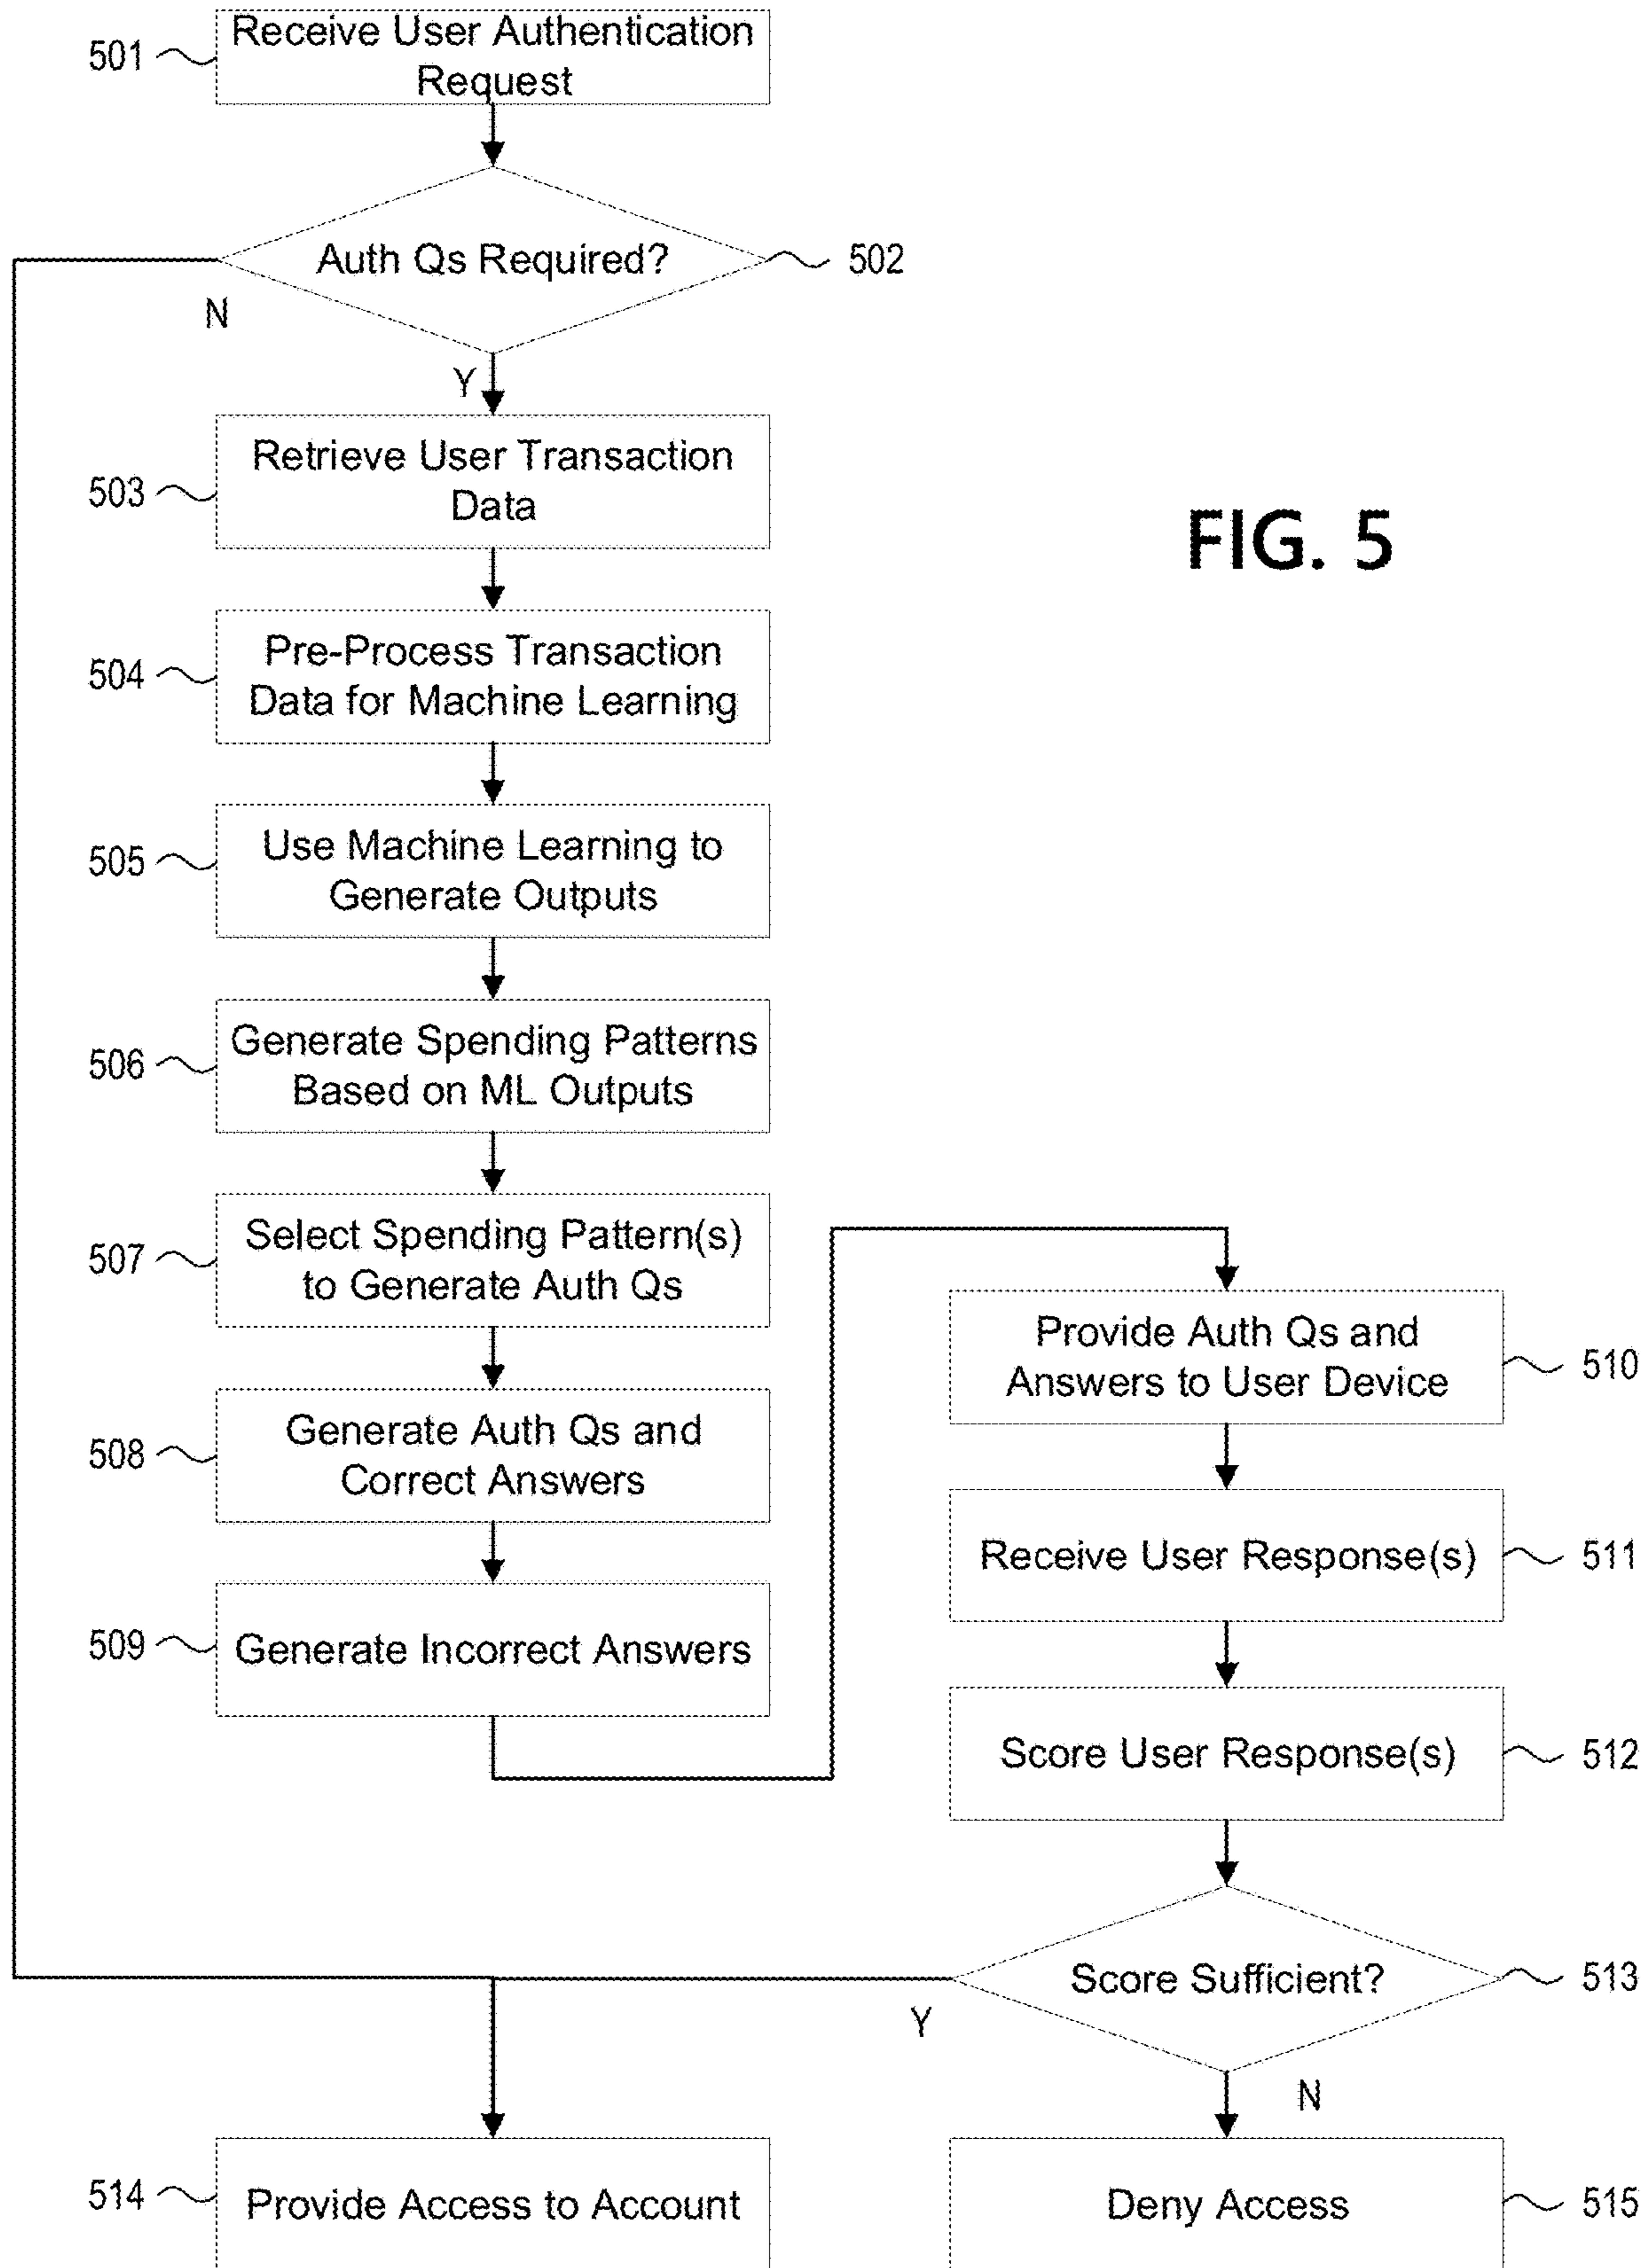 501
Receive User Authentication
Request
Auth Qs Required?
502
N
Y
503
Retrieve User Transaction
Data
FIG. 5
504
Pre-Process Transaction
Data for Machine Learning
505
Use Machine Learning to
Generate Outputs
506
Generate Spending Patterns
Based on ML Outputs
507
Select Spending Pattern(s)
to Generate Auth Qs
508
Generate Auth Qs and
Correct Answers
509
Generate Incorrect Answers
Provide Auth Qs and
Answers to User Device
510
Receive User Response(s)
511
Score User Response(s)
512
Score Sufficient?
513
Y
N
514
Provide Access to Account
Deny Access
515